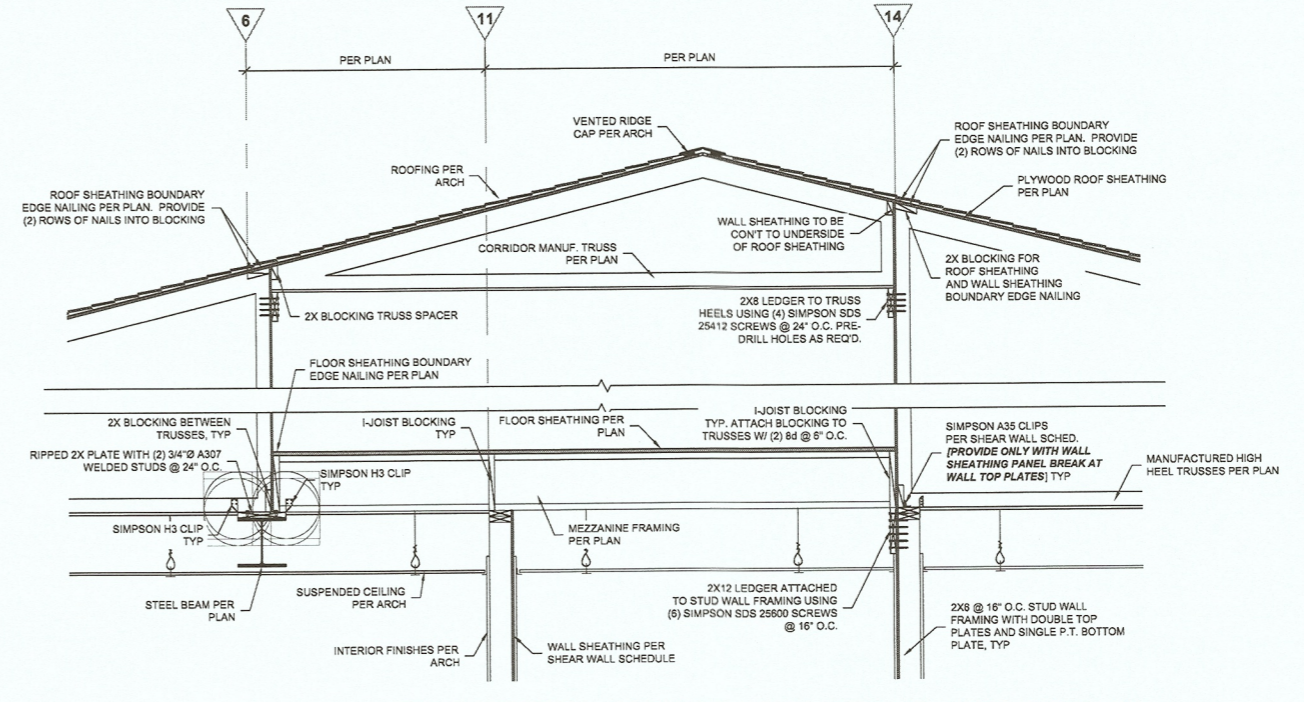 6
11
14
PER PLAN
PER PLAN
VENTED RIDGE
CAP PER ARCH
ROOF SHEATHING BOUNDARY
EDGE NAILING PER PLAN. PROVIDE
(2) ROWS OF NAILS INTO BLOCKING
ROOFING PER
ARCH
PLYWOOD ROOF SHEATHING
PER PLAN
ROOF SHEATHING BOUNDARY
EDGE NAILING PER PLAN. PROVIDE
(2) ROWS OF NAILS INTO BLOCKING
WALL SHEATHING TO BE
CON'T TO UNDERSIDE
OF ROOF SHEATHING
CORRIDOR MANUF. TRUSS
PER PLAN
2X BLOCKING FOR
ROOF SHEATHING
AND WALL SHEATHING
BOUNDARY EDGE NAILING
2X BLOCKING TRUSS SPACER
2X8 LEDGER TO TRUSS
HEELS USING (4) SIMPSON SDS
25412 SCREWS @ 24" O.C. PRE-
DRILL HOLES AS REQ'D.
FLOOR SHEATHING BOUNDARY
EDGE NAILING PER PLAN
2X BLOCKING BETWEEN
TRUSSES, TYP
I-JOIST BLOCKING
TYP
FLOOR SHEATHING PER
PLAN
I-JOIST BLOCKING
TYP. ATTACH BLOCKING TO
TRUSSES W/ (2) 8d @ 6" O.C.
SIMPSON A35 CLIPS
PER SHEAR WALL SCHED.
[PROVIDE ONLY WITH WALL
SHEATHING PANEL BREAK AT
WALL TOP PLATES] TYP
MANUFACTURED HIGH
HEEL TRUSSES PER PLAN
RIPPED 2X PLATE WITH (2) 3/4"Ø A307
WELDED STUDS @ 24" O.C.
SIMPSON H3 CLIP
TYP
SIMPSON H3 CLIP
TYP
MEZZANINE FRAMING
PER PLAN
STEEL BEAM PER
PLAN
SUSPENDED CEILING
PER ARCH
2X12 LEDGER ATTACHED
TO STUD WALL FRAMING USING
(6) SIMPSON SDS 25600 SCREWS
@ 16" O.C.
2X6 @ 16" O.C. STUD WALL
FRAMING WITH DOUBLE TOP
PLATES AND SINGLE P.T. BOTTOM
PLATE, TYP
INTERIOR FINISHES PER
ARCH
WALL SHEATHING PER
SHEAR WALL SCHEDULE